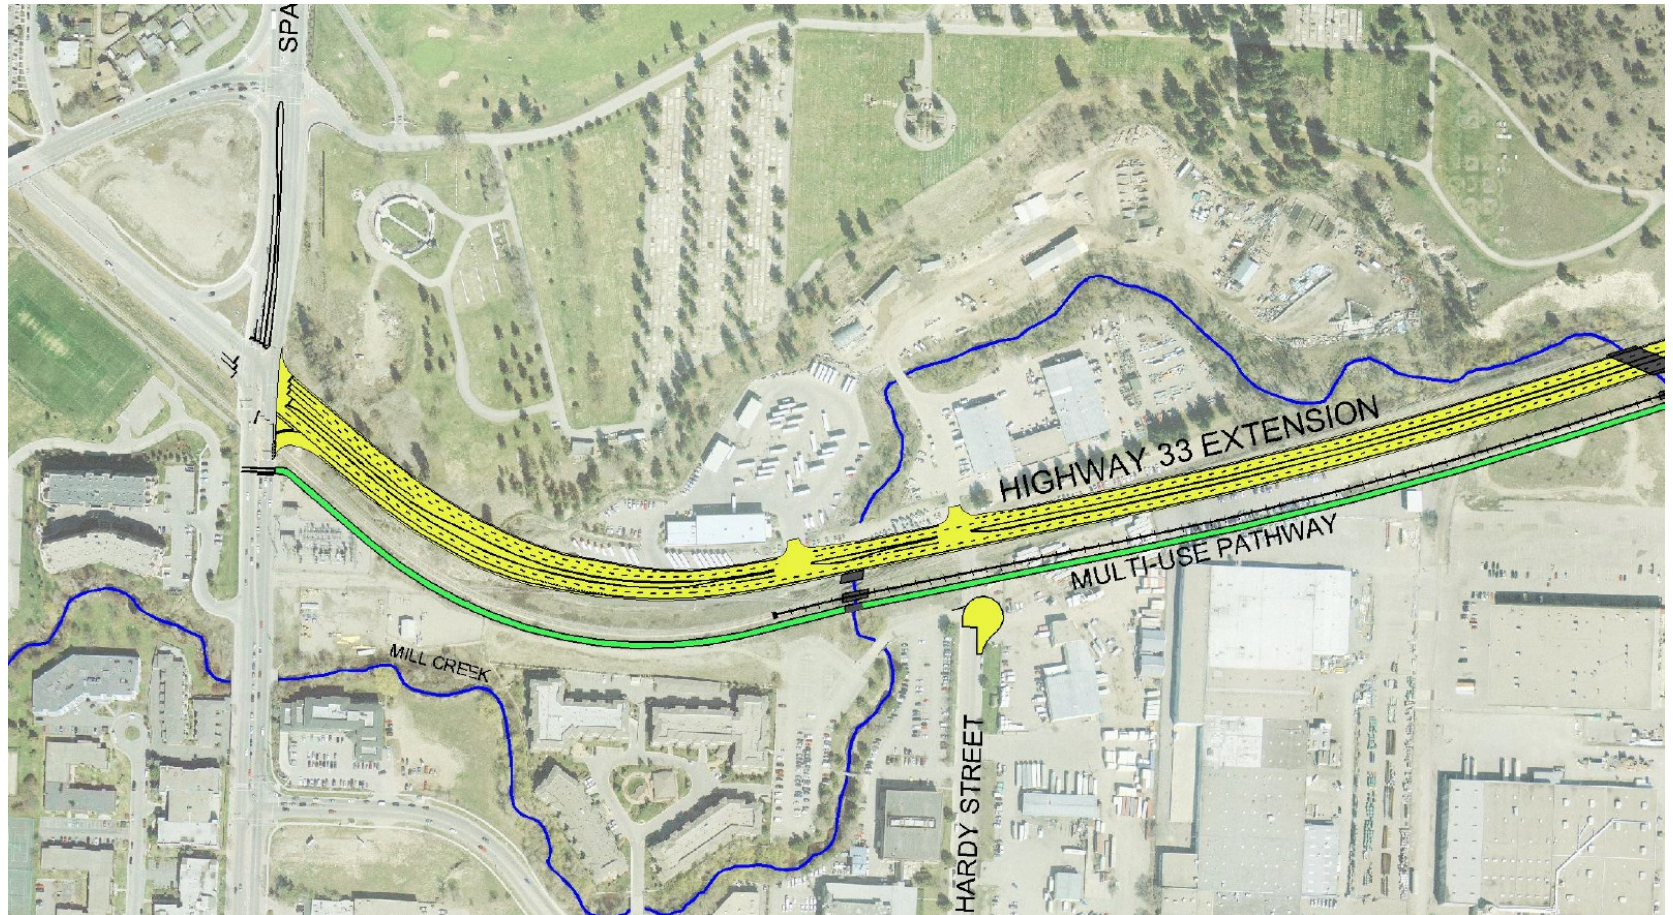 SPA
HIGHWAY 33 EXTENSION
MULTI-USE PATHWAY
MILL CREEK
HARDY STREET